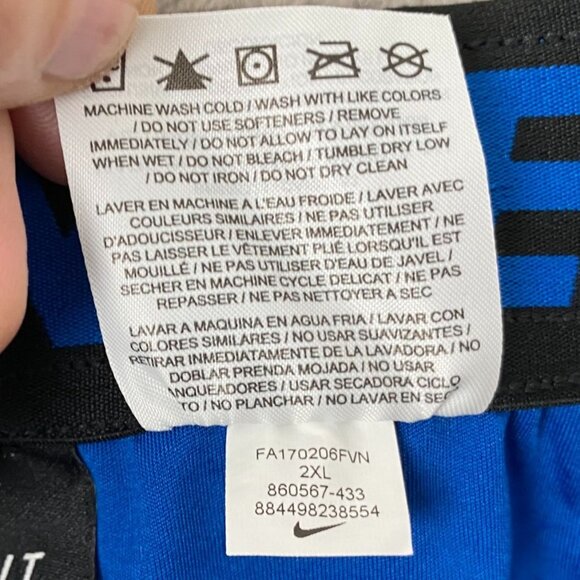 MACHINE WASH COLD / WASH WITH LIKE COLORS
/ DO NOT USE SOFTENERS / REMOVE
IMMEDIATELY / DO NOT ALLOW TO LAY ON ITSELF
WHEN WET / DO NOT BLEACH / TUMBLE DRY LOW
/ DO NOT IRON / DO NOT DRY CLEAN
LAVER EN MACHINE A L'EAU FROIDE / LAVER AVEC
COULEURS SIMILAIRES / NE PAS UTILISER
D'ADOUCISSEUR / ENLEVER IMMEDIATEMENT / NE
PAS LAISSER LE VÊTEMENT PLIÉ LORSQU'IL EST
MOUILLÉ / NE PAS UTILISER D'EAU DE JAVEL /
SECHER EN MACHINE CYCLE DELICAT / NE PAS
REPASSER / NE PAS NETTOYER A SEC
LAVAR A MAQUINA EN AGUA FRIA / LAVAR CON
COLORES SIMILARES / NO USAR SUAVIZANTES /
RETIRAR INMEDIATAMENTE DE LA LAVADORA / NO
DOBLAR PRENDA MOJADA / NO USAR
ANQUEADORES / USAR SECADORA CICLO
TO / NO PLANCHAR / NO LAVAR EN SEC
FA170206FVN
2XL
860567-433
884498238554